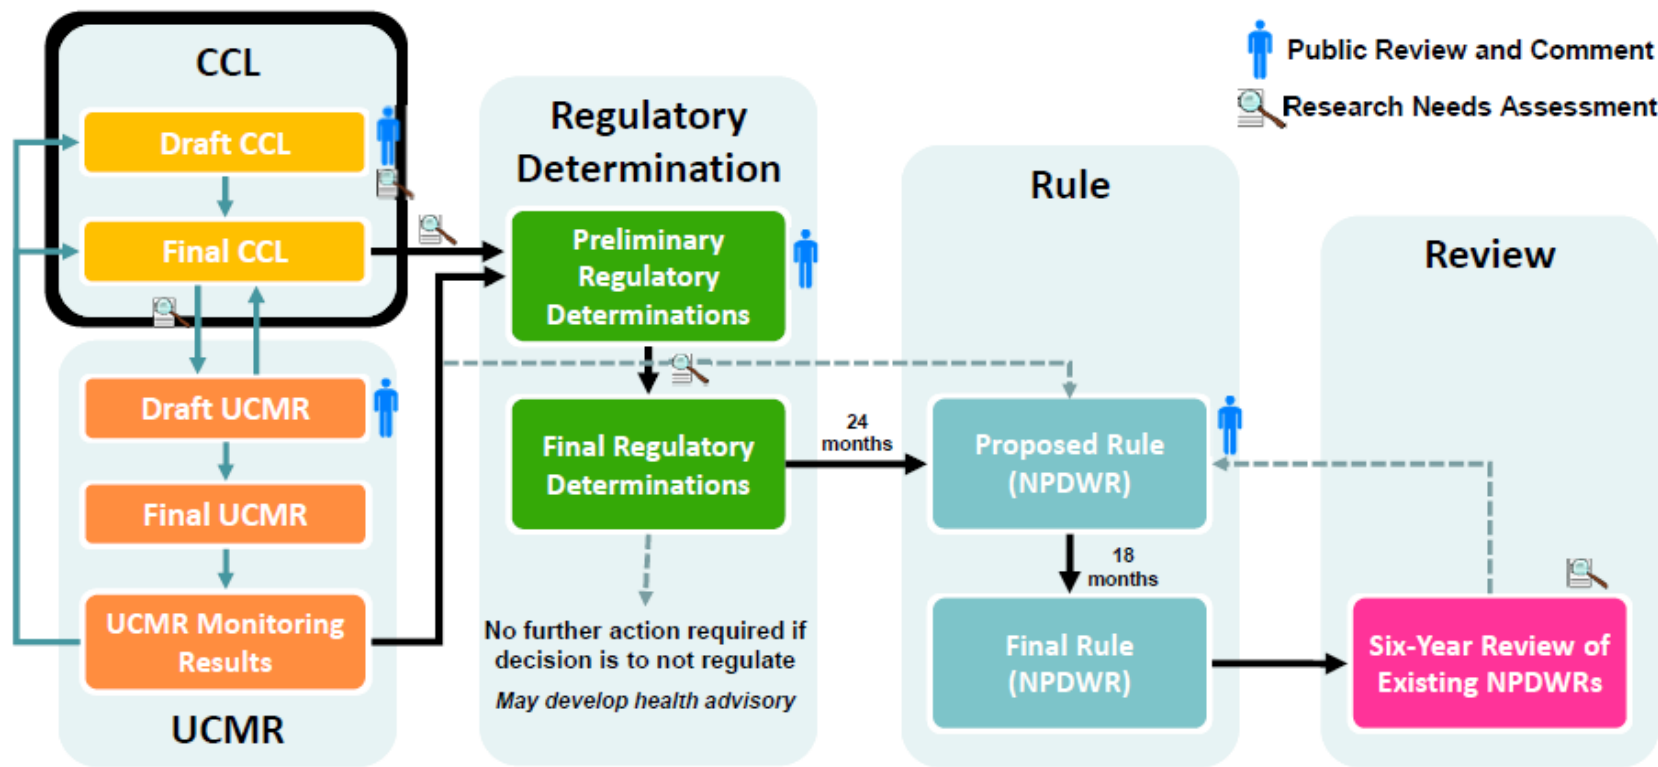 CCL
Draft CCL
Final CCL
Draft UCMR
Final UCMR
UCMR Monitoring
Results
UCMR
Regulatory
Determination
Preliminary
Regulatory
Determinations
Final Regulatory
Determinations
No further action required if
decision is to not regulate
May develop health advisory
24
months
Rule
Proposed Rule
(NPDWR)
18
months
Final Rule
(NPDWR)
Review
Six-Year Review of
Existing NPDWRs
Public Review and Comment
Research Needs Assessment